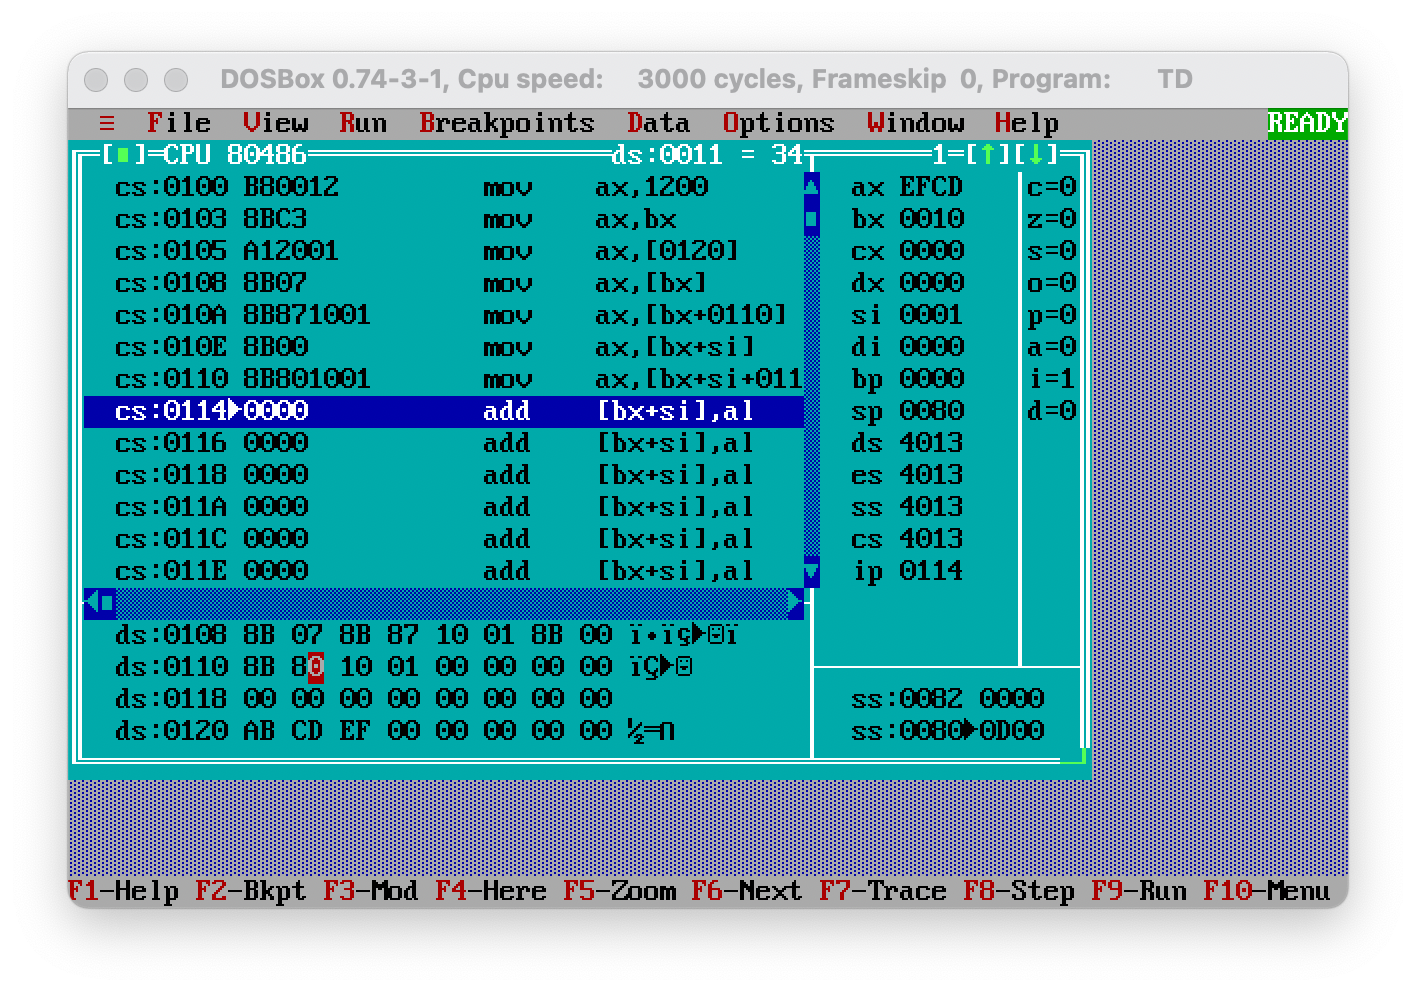 DOSBox 0.74-3-1, Cpu speed: 3000 cycles, Frameskip 0, Program: TD
≡ File View Run Breakpoints Data Options Window Help READY
[■]=CPU 80486 ds:0011 = 34 1=[↑][↓]
cs:0100 B80012 mov ax,1200 ax EFCD c=0
cs:0103 8BC3 mov ax,bx bx 0010 z=0
cs:0105 A12001 mov ax,[0120] cx 0000 s=0
cs:0108 8B07 mov ax,[bx] dx 0000 o=0
cs:010A 8B871001 mov ax,[bx+0110] si 0001 p=0
cs:010E 8B00 mov ax,[bx+si] di 0000 a=0
cs:0110 8B801001 mov ax,[bx+si+011 bp 0000 i=1
cs:0114►0000 add [bx+si],al sp 0080 d=0
cs:0116 0000 add [bx+si],al ds 4013
cs:0118 0000 add [bx+si],al es 4013
cs:011A 0000 add [bx+si],al ss 4013
cs:011C 0000 add [bx+si],al cs 4013
cs:011E 0000 add [bx+si],al ip 0114
ds:0108 8B 07 8B 87 10 01 8B 00 ï•ïç►☺ï
ds:0110 8B 80 10 01 00 00 00 00 ïÇ►☺
ds:0118 00 00 00 00 00 00 00 00 ss:0082 0000
ds:0120 AB CD EF 00 00 00 00 00 ½═∩ ss:0080►0D00
F1-Help F2-Bkpt F3-Mod F4-Here F5-Zoom F6-Next F7-Trace F8-Step F9-Run F10-Menu